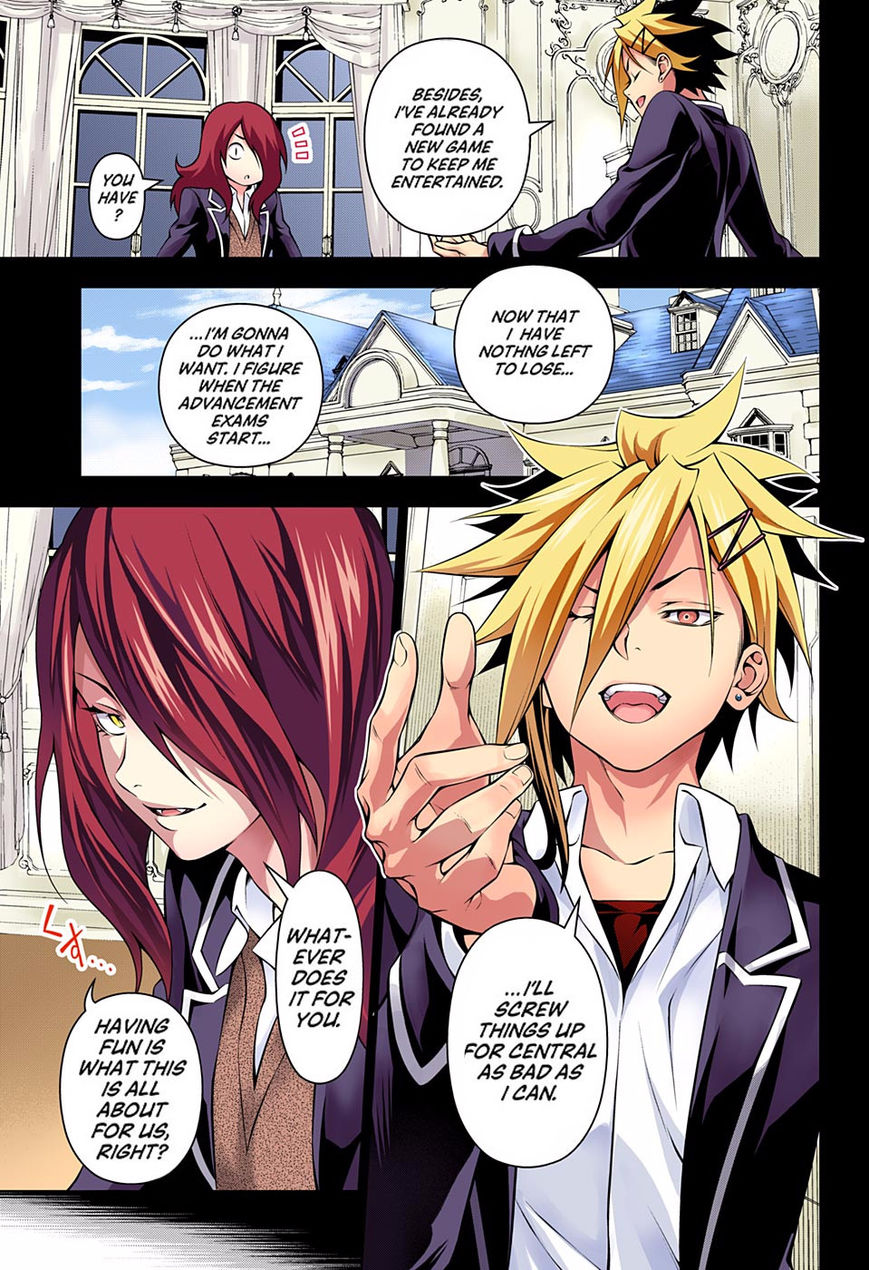 BESIDES,
I'VE ALREADY
FOUND A
NEW GAME
TO KEEP ME
ENTERTAINED.
YOU
HAVE
?
NOW THAT
I HAVE
NOTHNG LEFT
TO LOSE...
...I'M GONNA
DO WHAT I
WANT. I FIGURE
WHEN THE
ADVANCEMENT
EXAMS
START...
...I'LL
SCREW
THINGS UP
FOR CENTRAL
AS BAD AS
I CAN.
WHAT-
EVER
DOES
IT FOR
YOU.
くす...
HAVING
FUN IS
WHAT THIS
IS ALL
ABOUT
FOR US,
RIGHT?